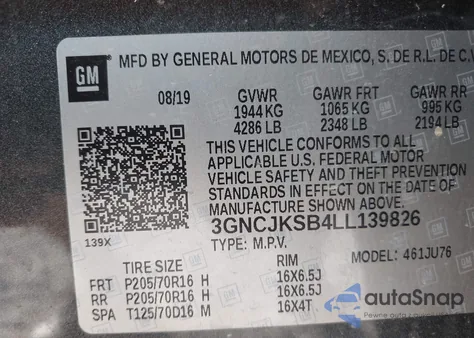 GM
MFD BY GENERAL MOTORS DE MEXICO, S. DE R.L. DE C.V
08/19 GVWR GAWR FRT GAWR RR
1944 KG 1065 KG 995 KG
4286 LB 2348 LB 2194 LB
THIS VEHICLE CONFORMS TO ALL
APPLICABLE U.S. FEDERAL MOTOR
VEHICLE SAFETY AND THEFT
PREVENTION STANDARDS IN
EFFECT ON THE DATE OF
MANUFACTURE SHOWN ABOVE.
3GNCJKSB4LL139826
139X
TYPE: M.P.V. MODEL: 461JU76
TIRE SIZE RIM
FRT P205/70R16 H 16X6.5J
RR P205/70R16 H 16X6.5J
SPA T125/70D16 M 16X4T
autoSnap